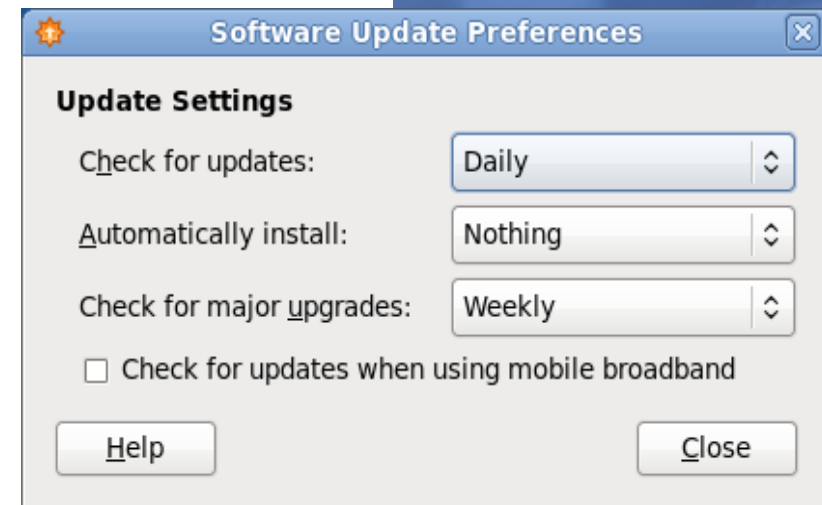 Software Update Preferences
Update Settings
Check for updates: Daily
Automatically install: Nothing
Check for major upgrades: Weekly
Check for updates when using mobile broadband
Help Close